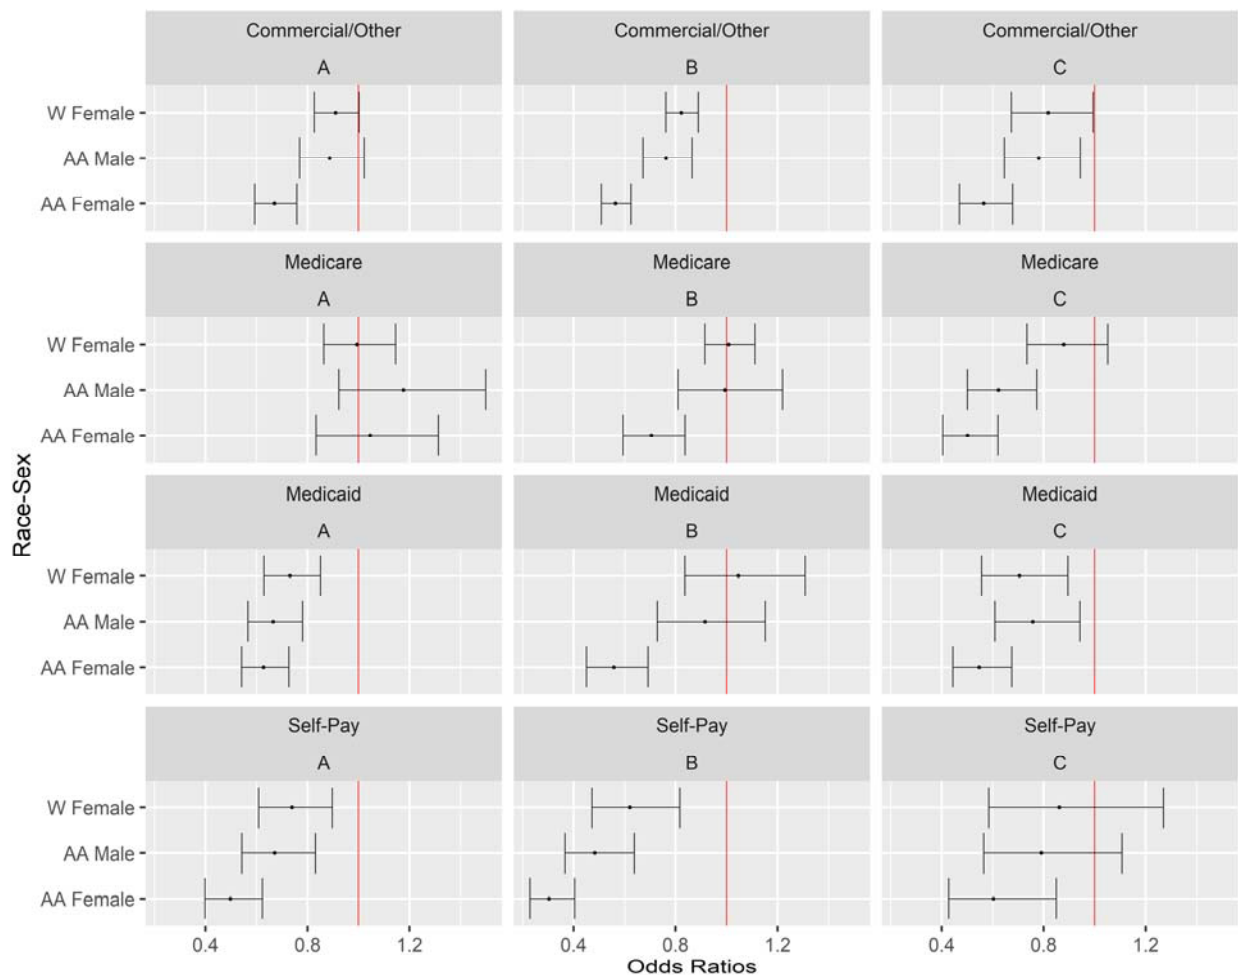 Commercial/Other Commercial/Other Commercial/Other
A B C
W Female
AA Male
AA Female
Medicare Medicare Medicare
A B C
W Female
AA Male
AA Female
Race-Sex
Medicaid Medicaid Medicaid
A B C
W Female
AA Male
AA Female
Self-Pay Self-Pay Self-Pay
A B C
W Female
AA Male
AA Female
0.4 0.8 1.2 0.4 0.8 1.2 0.4 0.8 1.2
Odds Ratios